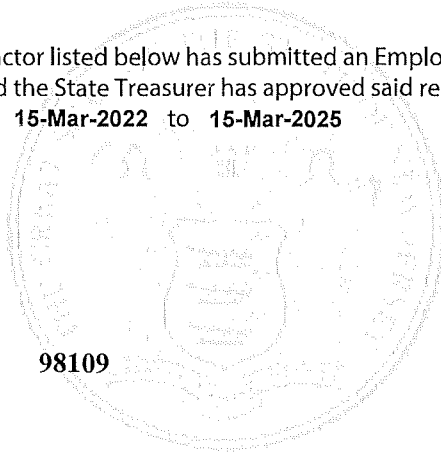 actor listed below has submitted an Emplo
d the State Treasurer has approved said re
15-Mar-2022 to 15-Mar-2025
98109